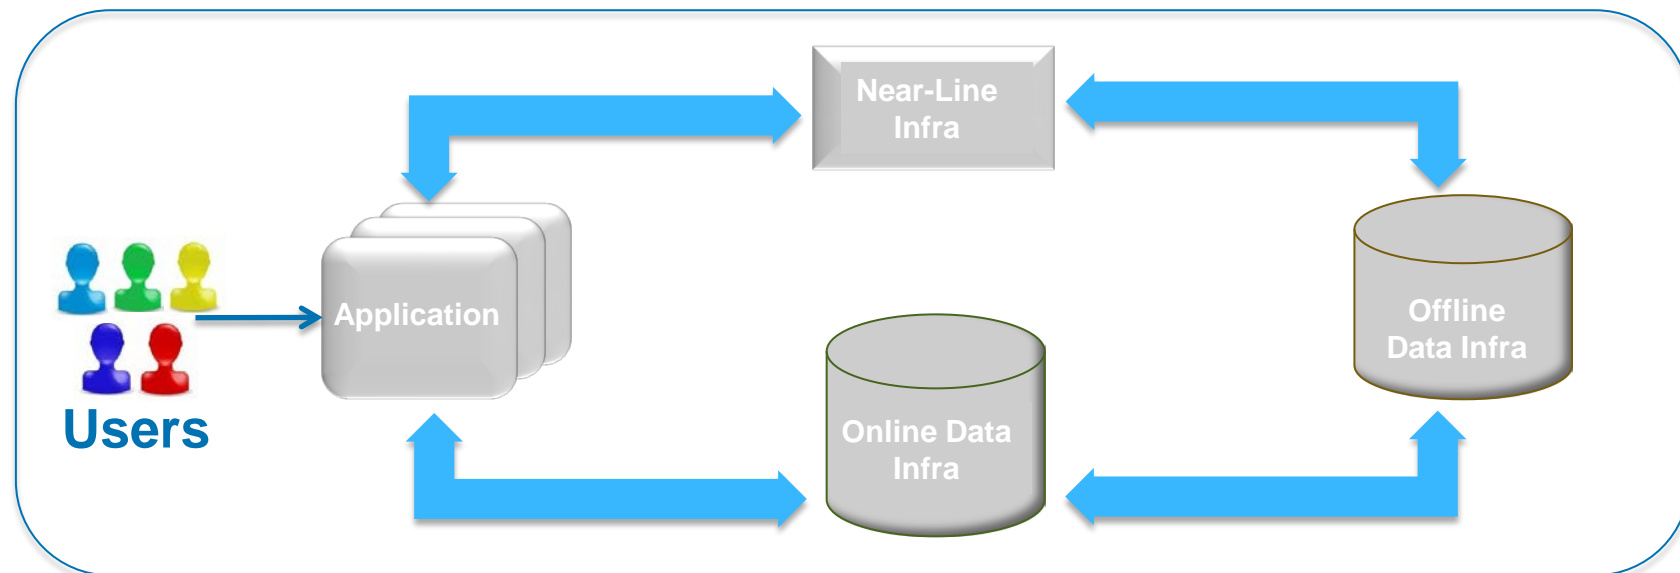 Near-Line
Infra
Application
Users
Online Data
Infra
Offline
Data Infra